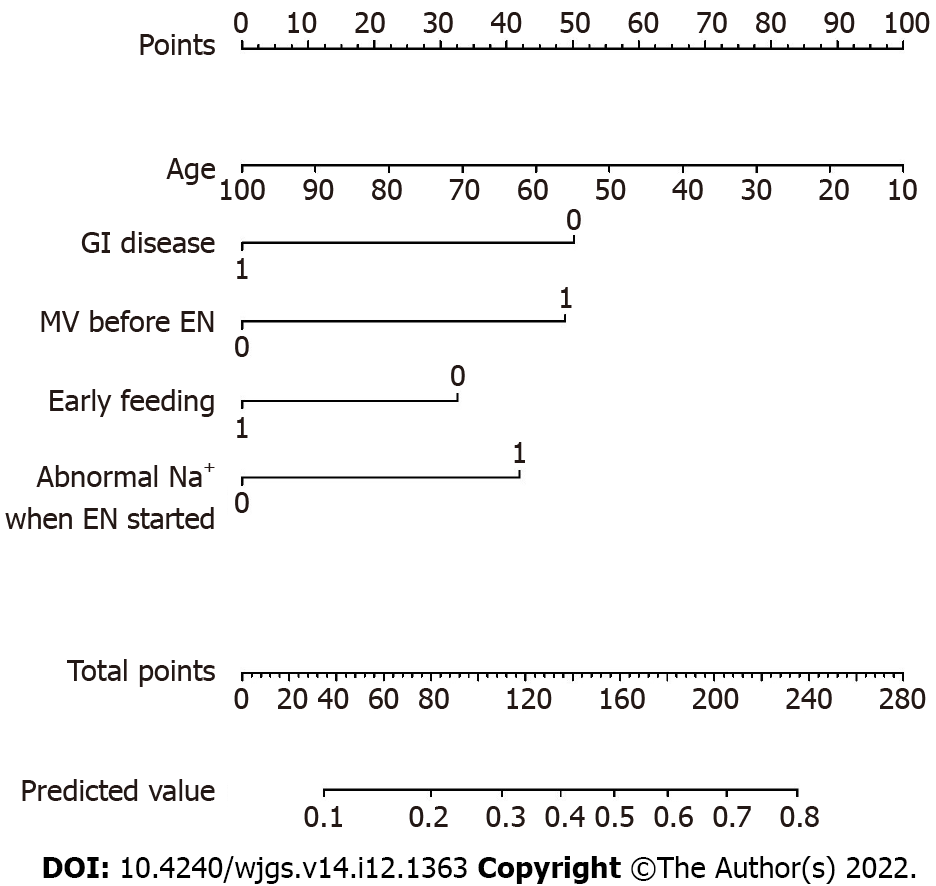 0 10 20 30 40 50 60 70 80 90 100
Points
Age
100 90 80 70 60 50 40 30 20 10
0
GI disease
1
1
MV before EN
0
0
Early feeding
1
1
Abnormal Na⁺
0
when EN started
Total points
0 20 40 60 80 120 160 200 240 280
Predicted value
0.1 0.2 0.3 0.4 0.5 0.6 0.7 0.8
DOI: 10.4240/wjgs.v14.i12.1363 Copyright ©The Author(s) 2022.